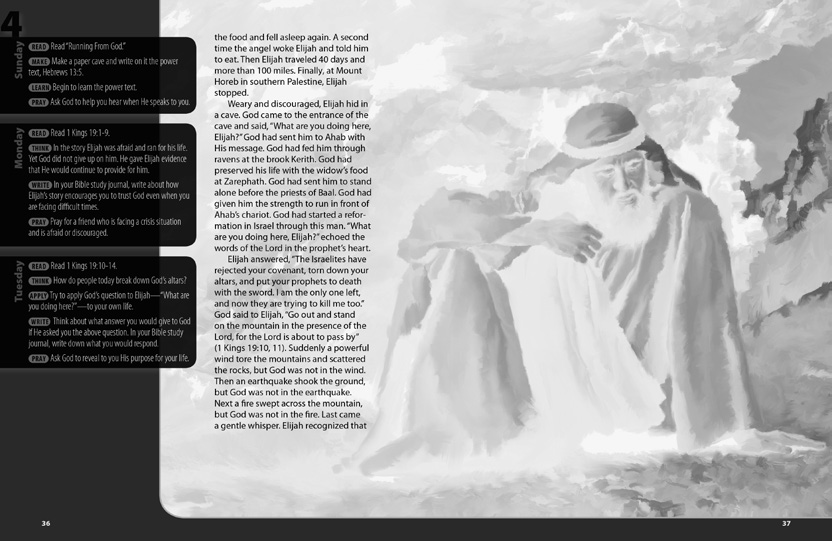 4
Sunday
READ Read "Running From God."
MAKE Make a paper cave and write on it the power
text, Hebrews 13:5.
LEARN Begin to learn the power text.
PRAY Ask God to help you hear when He speaks to you.
Monday
READ Read 1 Kings 19:1-9.
THINK In the story Elijah was afraid and ran for his life.
Yet God did not give up on him. He gave Elijah evidence
that He would continue to provide for him.
WRITE In your Bible study journal, write about how
Elijah's story encourages you to trust God even when you
are facing difficult times.
PRAY Pray for a friend who is facing a crisis situation
and is afraid or discouraged.
Tuesday
READ Read 1 Kings 19:10–14.
THINK How do people today break down God's altars?
APPLY Try to apply God's question to Elijah—"What are
you doing here?"—to your own life.
WRITE Think about what answer you would give to God
if He asked you the above question. In your Bible study
journal, write down what you would respond.
PRAY Ask God to reveal to you His purpose for your life.
the food and fell asleep again. A second
time the angel woke Elijah and told him
to eat. Then Elijah traveled 40 days and
more than 100 miles. Finally, at Mount
Horeb in southern Palestine, Elijah
stopped.
Weary and discouraged, Elijah hid in
a cave. God came to the entrance of the
cave and said, "What are you doing here,
Elijah?" God had sent him to Ahab with
His message. God had fed him through
ravens at the brook Kerith. God had
preserved his life with the widow's food
at Zarephath. God had sent him to stand
alone before the priests of Baal. God had
given him the strength to run in front of
Ahab's chariot. God had started a refor-
mation in Israel through this man. "What
are you doing here, Elijah?" echoed the
words of the Lord in the prophet's heart.
Elijah answered, "The Israelites have
rejected your covenant, torn down your
altars, and put your prophets to death
with the sword. I am the only one left,
and now they are trying to kill me too."
God said to Elijah, "Go out and stand
on the mountain in the presence of the
Lord, for the Lord is about to pass by"
(1 Kings 19:10, 11). Suddenly a powerful
wind tore the mountains and scattered
the rocks, but God was not in the wind.
Then an earthquake shook the ground,
but God was not in the earthquake.
Next a fire swept across the mountain,
but God was not in the fire. Last came
a gentle whisper. Elijah recognized that
36
37